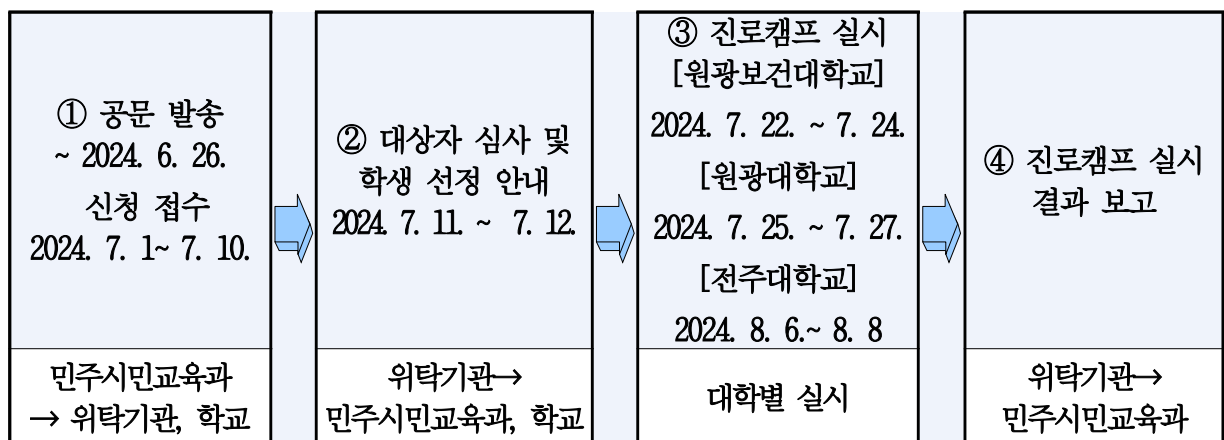 ① 공문 발송
~ 2024. 6. 26.
신청 접수
2024. 7. 1~ 7. 10.
민주시민교육과
→ 위탁기관, 학교
② 대상자 심사 및
학생 선정 안내
2024. 7. 11. ~ 7. 12.
위탁기관→
민주시민교육과, 학교
③ 진로캠프 실시
[원광보건대학교]
2024. 7. 22. ~ 7. 24.
[원광대학교]
2024. 7. 25. ~ 7. 27.
[전주대학교]
2024. 8. 6.~ 8. 8
대학별 실시
④ 진로캠프 실시
결과 보고
위탁기관→
민주시민교육과